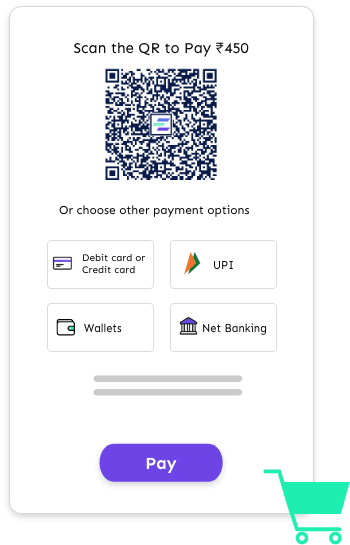 Scan the QR to Pay ₹450
Or choose other payment options
Debit card or
Credit card
UPI
Wallets
Net Banking
Pay